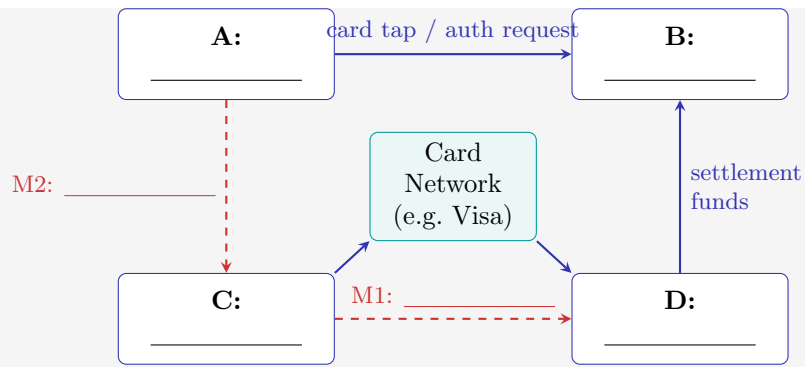 A:
card tap / auth request
B:
Card
Network
(e.g. Visa)
M2:
settlement
funds
C:
M1:
D: